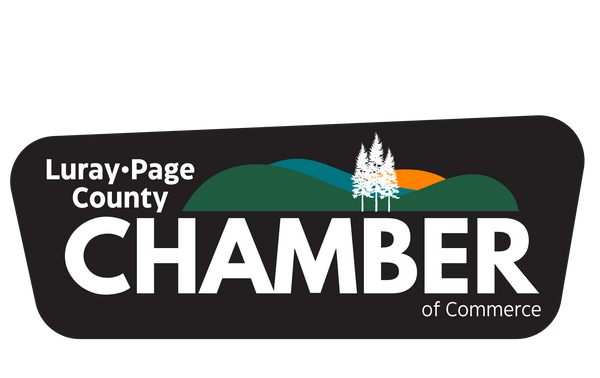 Luray•Page
County
CHAMBER
of Commerce